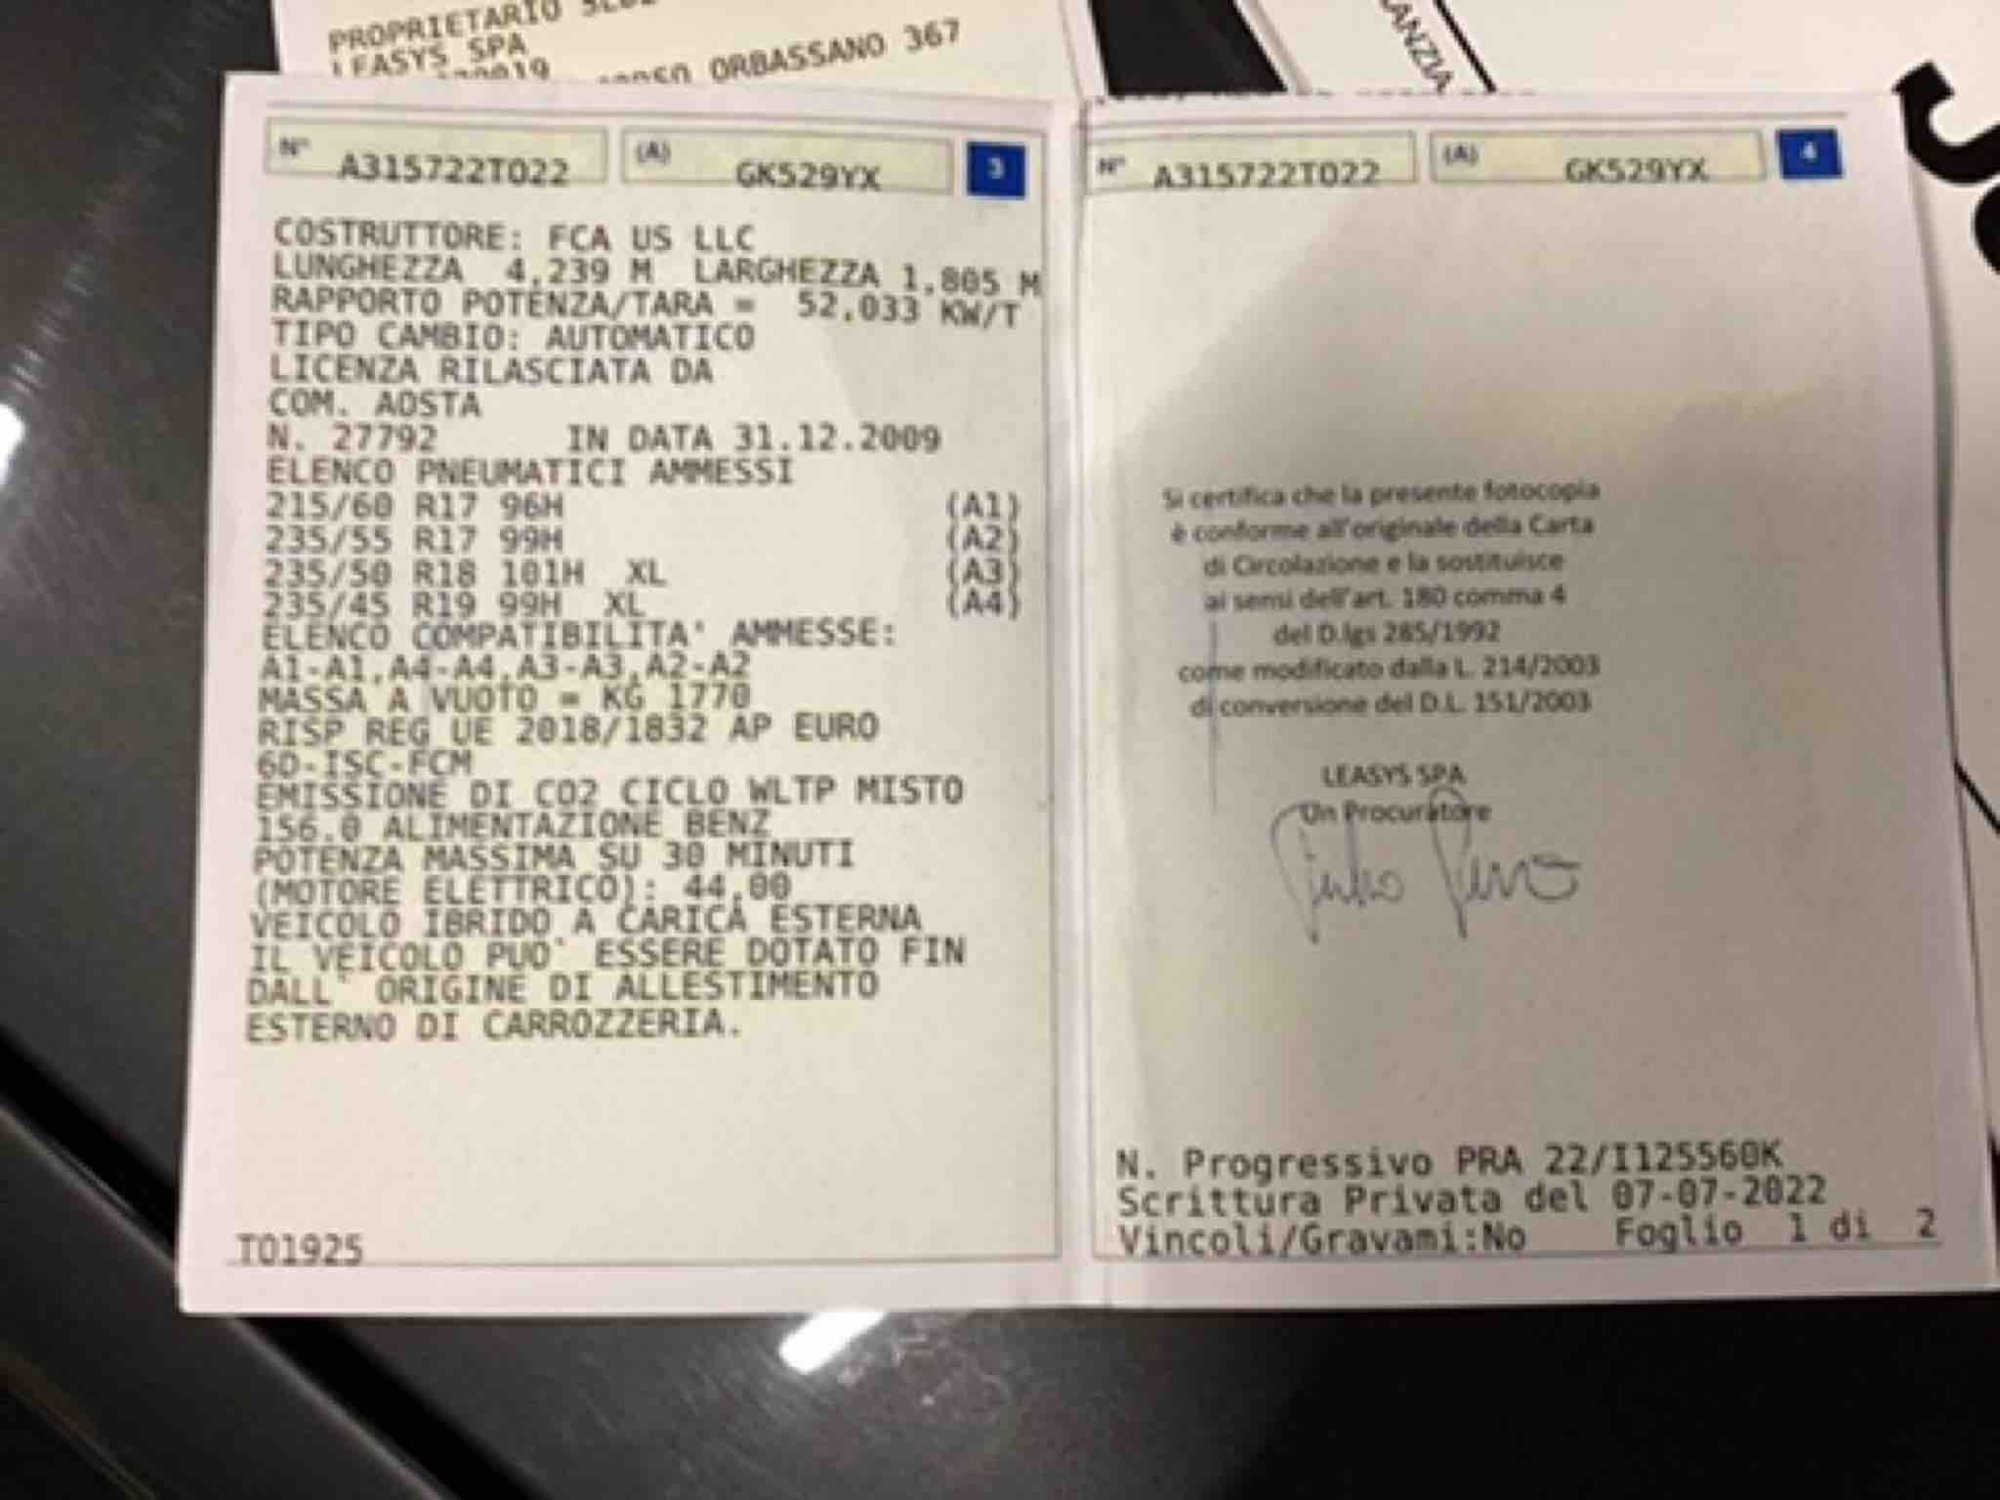 PROPRIETARIO
LEASYS SPA
ORBASSANO 367
N° A315722T022 (A) GK529YX 3
COSTRUTTORE: FCA US LLC
LUNGHEZZA 4,239 M LARGHEZZA 1,805 M
RAPPORTO POTENZA/TARA = 52,033 KW/T
TIPO CAMBIO: AUTOMATICO
LICENZA RILASCIATA DA
COM. AOSTA
N. 27792 IN DATA 31.12.2009
ELENCO PNEUMATICI AMMESSI
215/60 R17 96H (A1)
235/55 R17 99H (A2)
235/50 R18 101H XL (A3)
235/45 R19 99H XL (A4)
ELENCO COMPATIBILITA' AMMESSE:
A1-A1,A4-A4,A3-A3,A2-A2
MASSA A VUOTO = KG 1770
RISP REG UE 2018/1832 AP EURO
6D-ISC-FCM
EMISSIONE DI CO2 CICLO WLTP MISTO
156.0 ALIMENTAZIONE BENZ
POTENZA MASSIMA SU 30 MINUTI
(MOTORE ELETTRICO): 44,00
VEICOLO IBRIDO A CARICA ESTERNA
IL VEICOLO PUO' ESSERE DOTATO FIN
DALL' ORIGINE DI ALLESTIMENTO
ESTERNO DI CARROZZERIA.
T01925
N° A315722T022 (A) GK529YX 4
Si certifica che la presente fotocopia
è conforme all'originale della Carta
di Circolazione e la sostituisce
ai sensi dell'art. 180 comma 4
del D.lgs 285/1992
come modificato dalla L. 214/2003
di conversione del D.L. 151/2003
LEASYS SPA
Un Procuratore
N. Progressivo PRA 22/I125560K
Scrittura Privata del 07-07-2022
Vincoli/Gravami:No Foglio 1 di 2